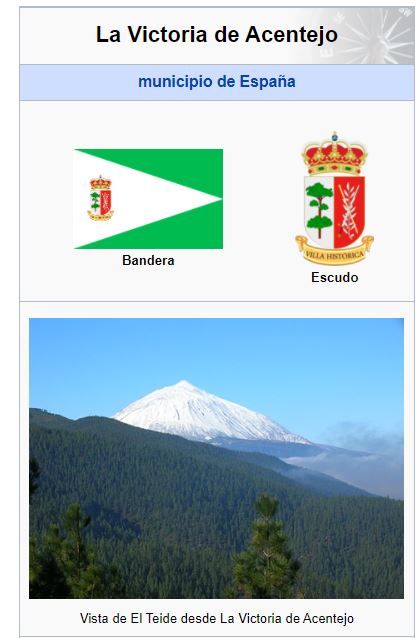 La Victoria de Acentejo
municipio de España
VILLA HISTÓRICA
Bandera
Escudo
Vista de El Teide desde La Victoria de Acentejo